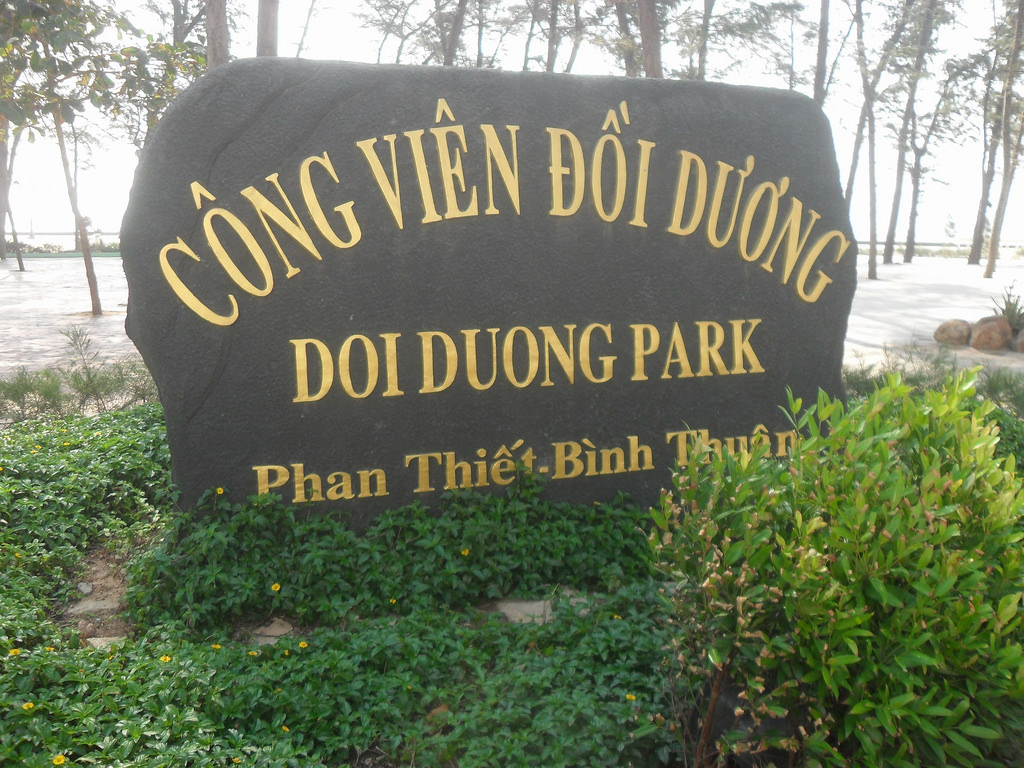 CÔNG VIÊN ĐỒI DƯƠNG
DOI DUONG PARK
Phan Thiết-Bình Thuận